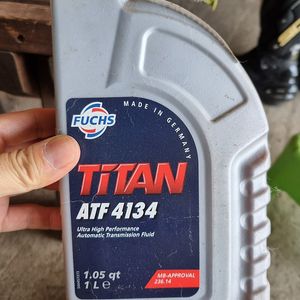 FUCHS
MADE IN GERMANY
TITAN
ATF 4134
Ultra High Performance
Automatic Transmission Fluid
1.05 qt
1L e
MB-APPROVAL
236.14